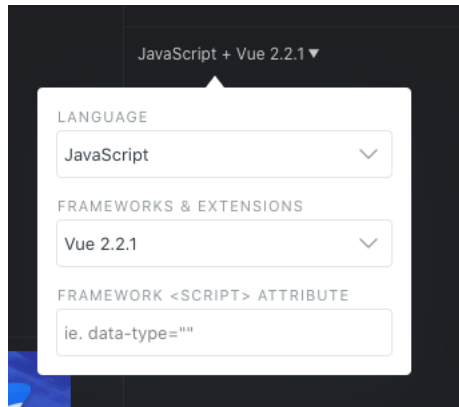 JavaScript + Vue 2.2.1▼
LANGUAGE
JavaScript
FRAMEWORKS & EXTENSIONS
Vue 2.2.1
FRAMEWORK <SCRIPT> ATTRIBUTE
ie. data-type=""